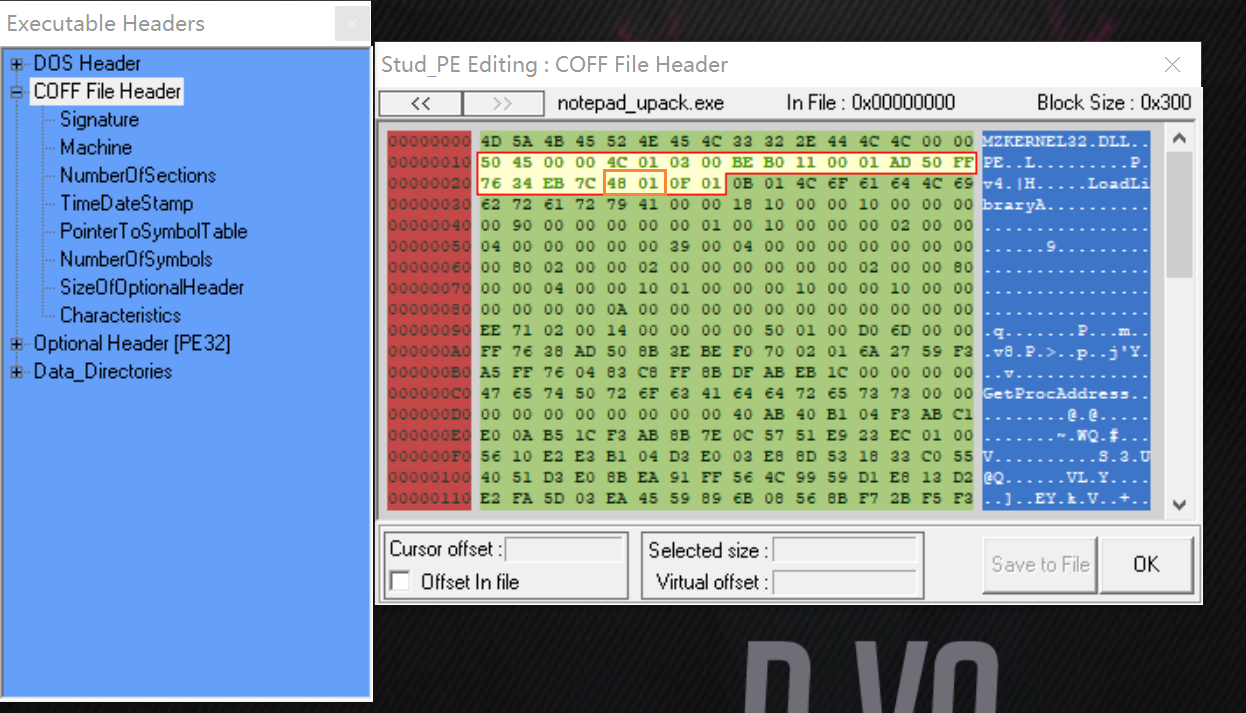 Executable Headers
DOS Header
COFF File Header
Signature
Machine
NumberOfSections
TimeDateStamp
PointerToSymbolTable
NumberOfSymbols
SizeOfOptionalHeader
Characteristics
Optional Header [PE32]
Data_Directories
Stud_PE Editing : COFF File Header
<< >> notepad_upack.exe In File : 0x00000000 Block Size : 0x300
00000000 4D 5A 4B 45 52 4E 45 4C 33 32 2E 44 4C 4C 00 00 MZKERNEL32.DLL..
00000010 50 45 00 00 4C 01 03 00 BE B0 11 00 01 AD 50 FF PE..L.........P.
00000020 76 34 EB 7C 48 01 0F 01 0B 01 4C 6F 61 64 4C 69 v4.|H.....LoadLi
00000030 62 72 61 72 79 41 00 00 18 10 00 00 10 00 00 00 braryA..........
00000040 00 90 00 00 00 00 00 01 00 10 00 00 00 02 00 00 ................
00000050 04 00 00 00 00 00 39 00 04 00 00 00 00 00 00 00 ......9.........
00000060 00 80 02 00 00 02 00 00 00 00 00 00 02 00 00 80 ................
00000070 00 00 04 00 00 10 01 00 00 00 10 00 00 10 00 00 ................
00000080 00 00 00 00 0A 00 00 00 00 00 00 00 00 00 00 00 ................
00000090 EE 71 02 00 14 00 00 00 00 50 01 00 D0 6D 00 00 .q.......P...m..
000000A0 FF 76 38 AD 50 8B 3E BE F0 70 02 01 6A 27 59 F3 .v8.P.>..p..j'Y.
000000B0 A5 FF 76 04 83 C8 FF 8B DF AB EB 1C 00 00 00 00 ..v.............
000000C0 47 65 74 50 72 6F 63 41 64 64 72 65 73 73 00 00 GetProcAddress..
000000D0 00 00 00 00 00 00 00 00 40 AB 40 B1 04 F3 AB C1 ........@.@.....
000000E0 E0 0A B5 1C F3 AB 8B 7E 0C 57 51 E9 23 EC 01 00 .......~.WQ.#...
000000F0 56 10 E2 E3 B1 04 D3 E0 03 E8 8D 53 18 33 C0 55 V..........S.3.U
00000100 40 51 D3 E0 8B EA 91 FF 56 4C 99 59 D1 E8 13 D2 @Q......VL.Y....
00000110 E2 FA 5D 03 EA 45 59 89 6B 08 56 8B F7 2B F5 F3 ..]..EY.k.V..+..
Cursor offset :
Offset In file
Selected size :
Virtual offset :
Save to File OK